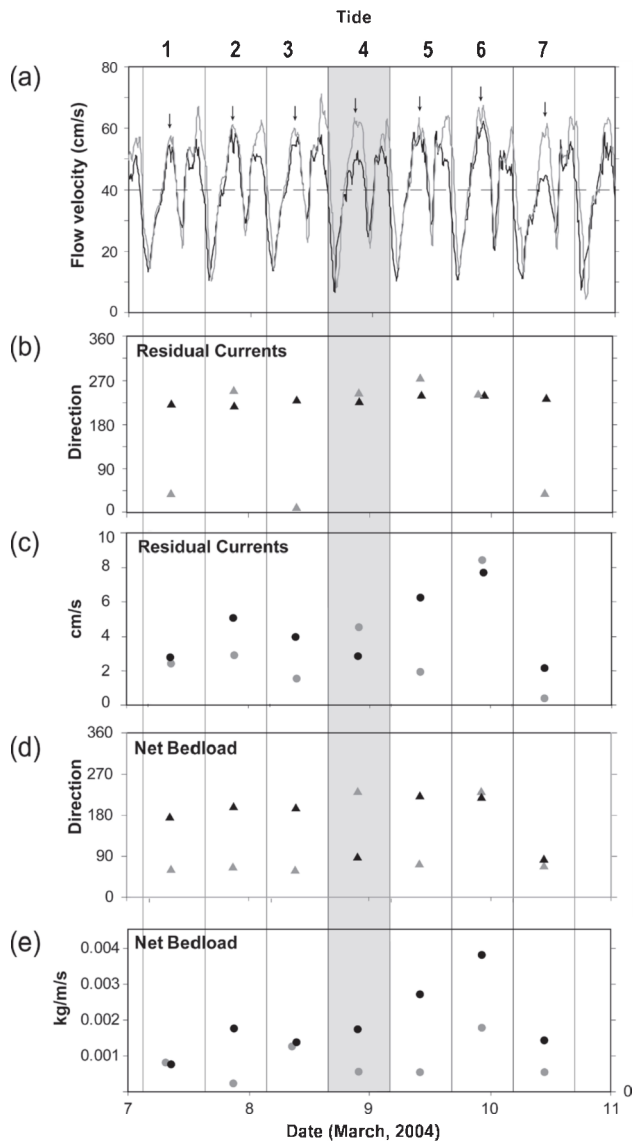 Tide
1 2 3 4 5 6 7
(a)
80
60
40
20
0
Flow velocity (cm/s)
(b)
Residual Currents
360
270
180
90
0
Direction
(c)
Residual Currents
10
8
6
4
2
0
cm/s
(d)
Net Bedload
360
270
180
90
0
Direction
(e)
Net Bedload
0.004
0.003
0.002
0.001
0
kg/m/s
7 8 9 10 11
Date (March, 2004)